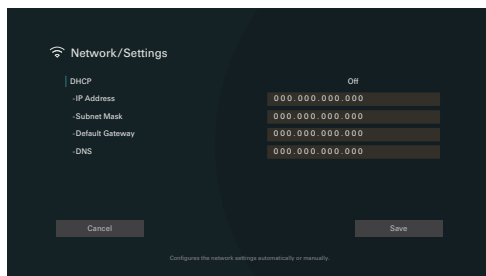 Network/Settings
DHCP Off
-IP Address 000.000.000.000
-Subnet Mask 000.000.000.000
-Default Gateway 000.000.000.000
-DNS 000.000.000.000
Cancel Save
Configures the network settings automatically or manually.